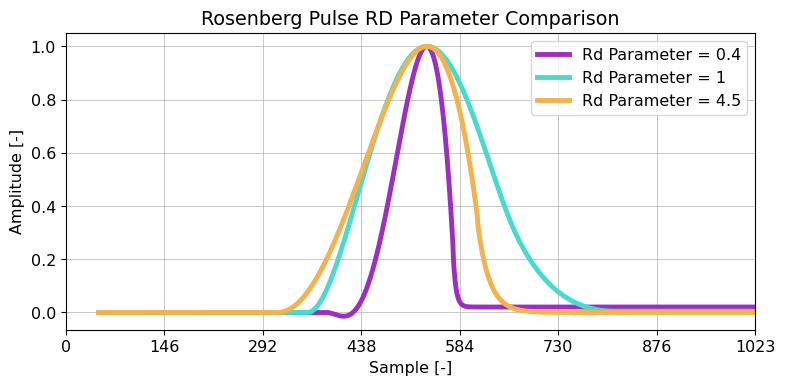 Rosenberg Pulse RD Parameter Comparison
1.0
0.8
0.6
0.4
0.2
0.0
Amplitude [-]
Rd Parameter = 0.4
Rd Parameter = 1
Rd Parameter = 4.5
0 146 292 438 584 730 876 1023
Sample [-]